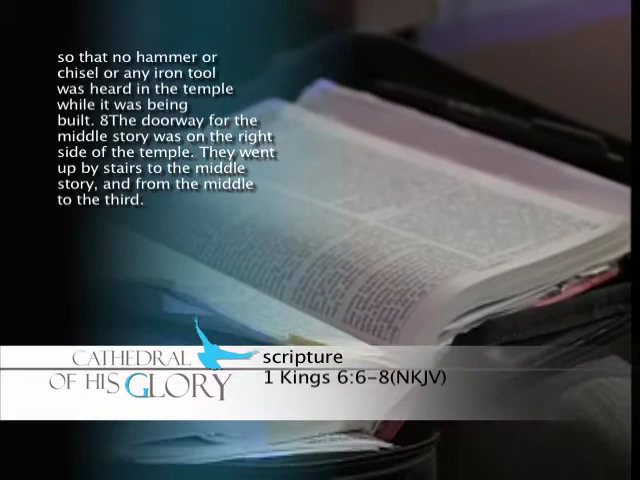 so that no hammer or
chisel or any iron tool
was heard in the temple
while it was being
built. 8The doorway for the
middle story was on the right
side of the temple. They went
up by stairs to the middle
story, and from the middle
to the third.
CATHEDRAL
OF HIS GLORY
scripture
1 Kings 6:6-8(NKJV)